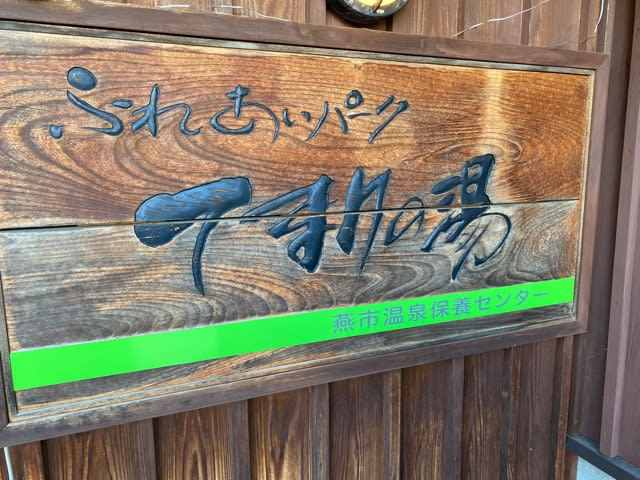 ふれあいパーク
てまりの湯
燕市温泉保養センター